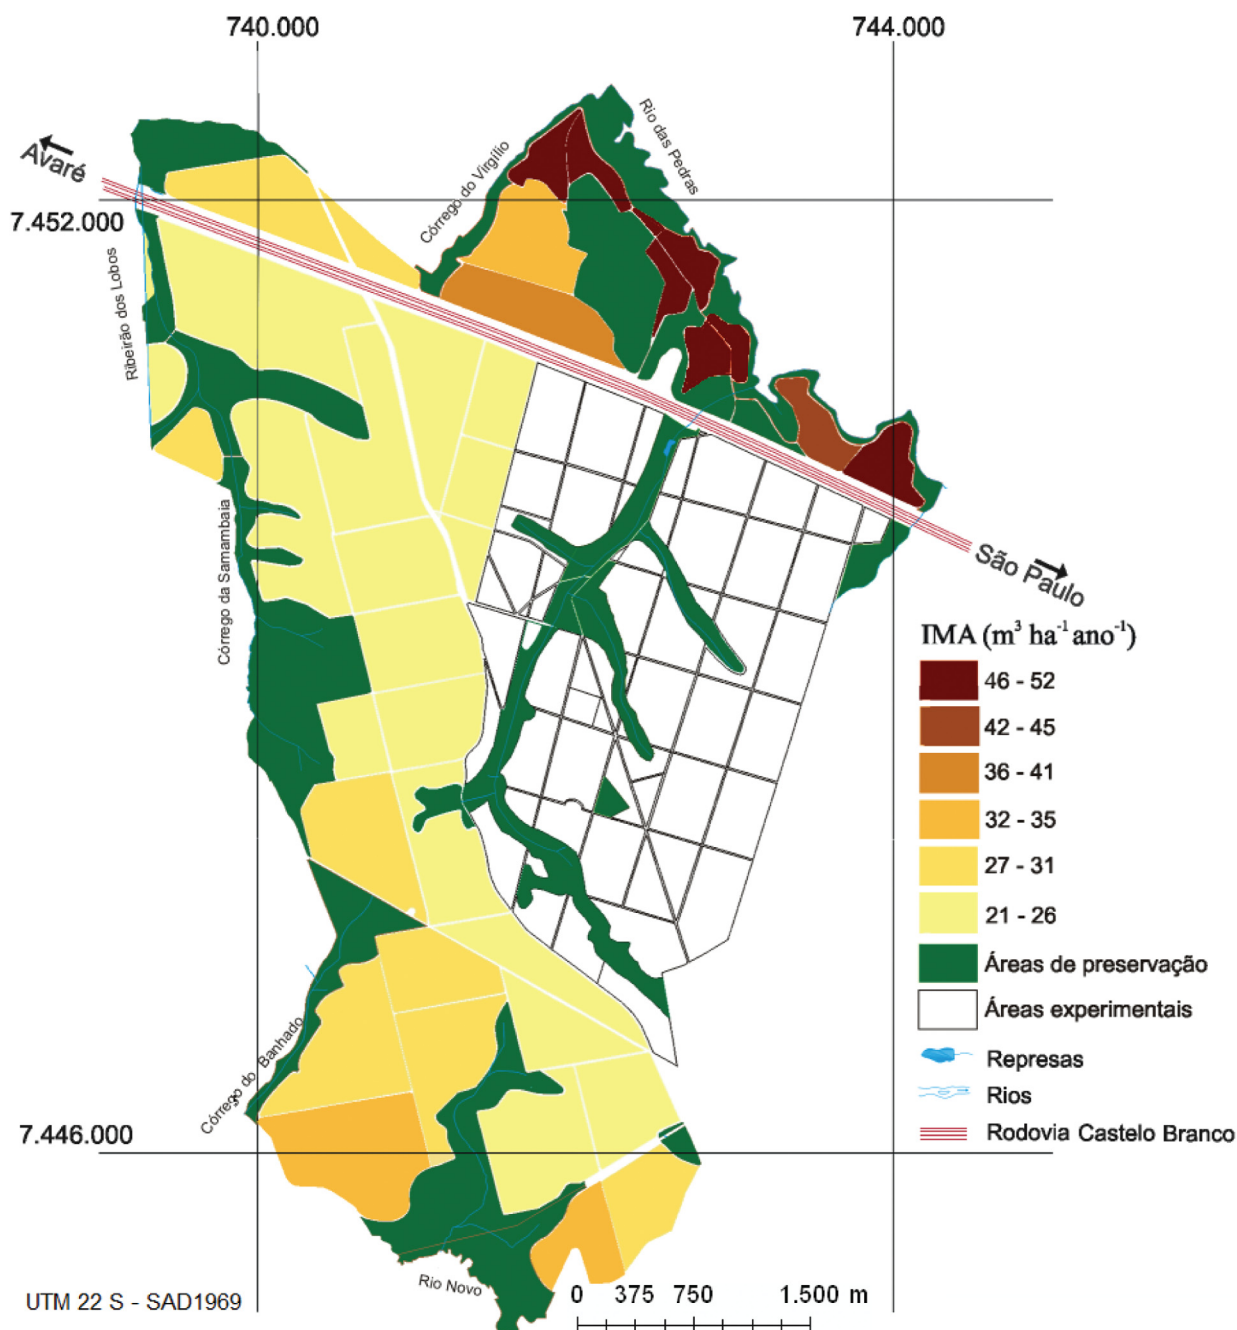 740.000
744.000
Avaré
7.452.000
Córrego do Virgílio
Rio das Pedras
Ribeirão dos Lobos
Córrego da Samambaia
São Paulo
IMA (m³ ha⁻¹ ano⁻¹)
46 - 52
42 - 45
36 - 41
32 - 35
27 - 31
21 - 26
Áreas de preservação
Áreas experimentais
Represas
Rios
Rodovia Castelo Branco
Córrego do Banhado
7.446.000
Rio Novo
UTM 22 S - SAD1969
0 375 750 1.500 m